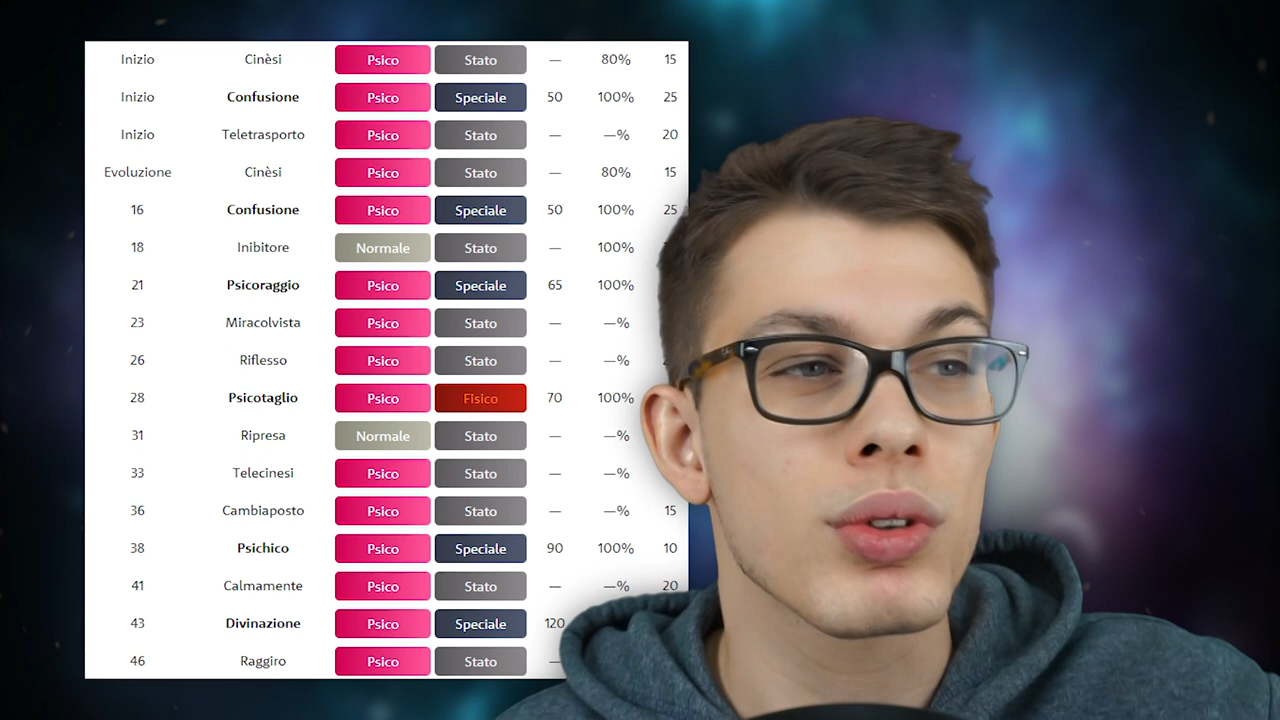 Inizio Cinèsi Psico Stato — 80% 15
Inizio Confusione Psico Speciale 50 100% 25
Inizio Teletrasporto Psico Stato — —% 20
Evoluzione Cinèsi Psico Stato — 80% 15
16 Confusione Psico Speciale 50 100% 25
18 Inibitore Normale Stato — 100%
21 Psicoraggio Psico Speciale 65 100%
23 Miracolvista Psico Stato — —%
26 Riflesso Psico Stato — —%
28 Psicotaglio Psico Fisico 70 100%
31 Ripresa Normale Stato — —%
33 Telecinesi Psico Stato — —%
36 Cambiaposto Psico Stato — —% 15
38 Psichico Psico Speciale 90 100% 10
41 Calmamente Psico Stato — —% 20
43 Divinazione Psico Speciale 120
46 Raggiro Psico Stato —